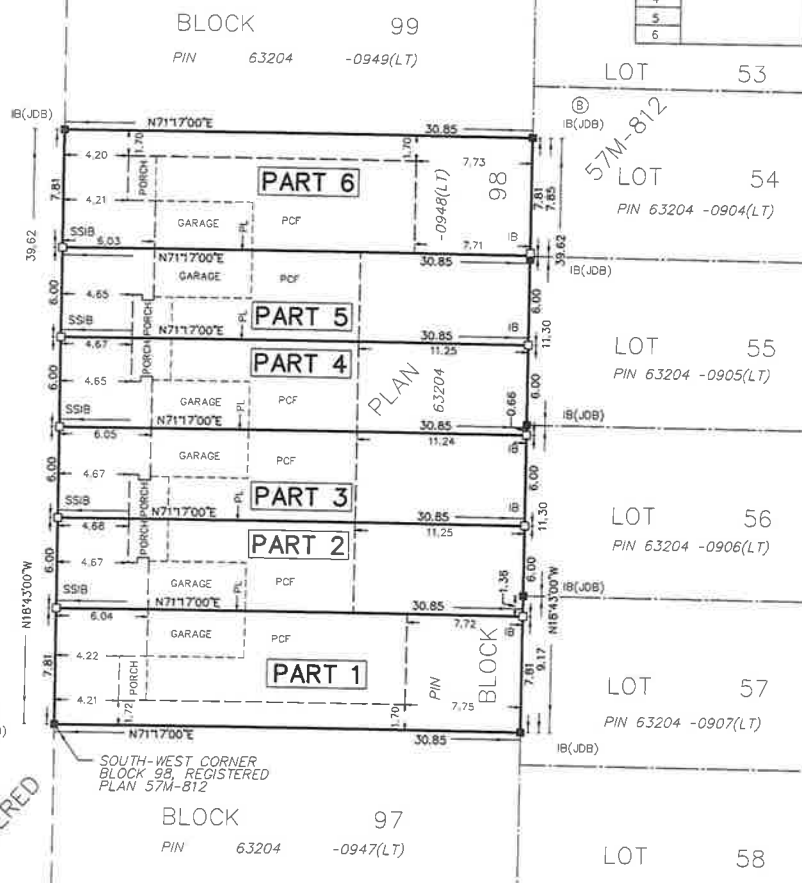 4
5
6
BLOCK 99
PIN 63204 -0949(LT)
LOT 53
IB(JDB)
N71°17'00"E
30.85
B
IB(JDB)
57M-812
1.70
1.70
4.20
7.73
PORCH
PART 6
-0948(LT)
98
7.81
7.81
7.85
LOT 54
PIN 63204 -0904(LT)
4.21
GARAGE
PCF
39.62
39.62
SSIB
6.03
PL
7.71
IB
N71°17'00"E
30.85
IB(JDB)
GARAGE
PCF
6.00
4.65
6.00
PORCH
PART 5
11.30
SSIB
PL
N71°17'00"E
30.85
IB
4.67
11.25
LOT 55
PIN 63204 -0905(LT)
PORCH
PART 4
6.00
4.65
6.00
PLAN
63204
GARAGE
PCF
0.66
SSIB
PL
N71°17'00"E
30.85
IB(JDB)
6.05
11.24
IB
GARAGE
PCF
6.00
4.67
6.00
PORCH
PART 3
SSIB
PL
IB
11.30
LOT 56
N71°17'00"E
30.85
4.68
11.25
PIN 63204 -0906(LT)
PORCH
PART 2
6.00
4.67
6.00
GARAGE
PCF
1.36
SSIB
PL
IB(JDB)
N71°17'00"E
30.85
6.04
7.72
IB
N18°43'00"W
N18°43'00"W
GARAGE
PCF
BLOCK
4.22
PORCH
PART 1
7.81
7.81
9.17
PIN
LOT 57
4.21
7.75
1.72
1.70
PIN 63204 -0907(LT)
N71°17'00"E
30.85
IB(JDB)
SOUTH-WEST CORNER
BLOCK 98, REGISTERED
PLAN 57M-812
ERED
BLOCK 97
PIN 63204 -0947(LT)
LOT 58